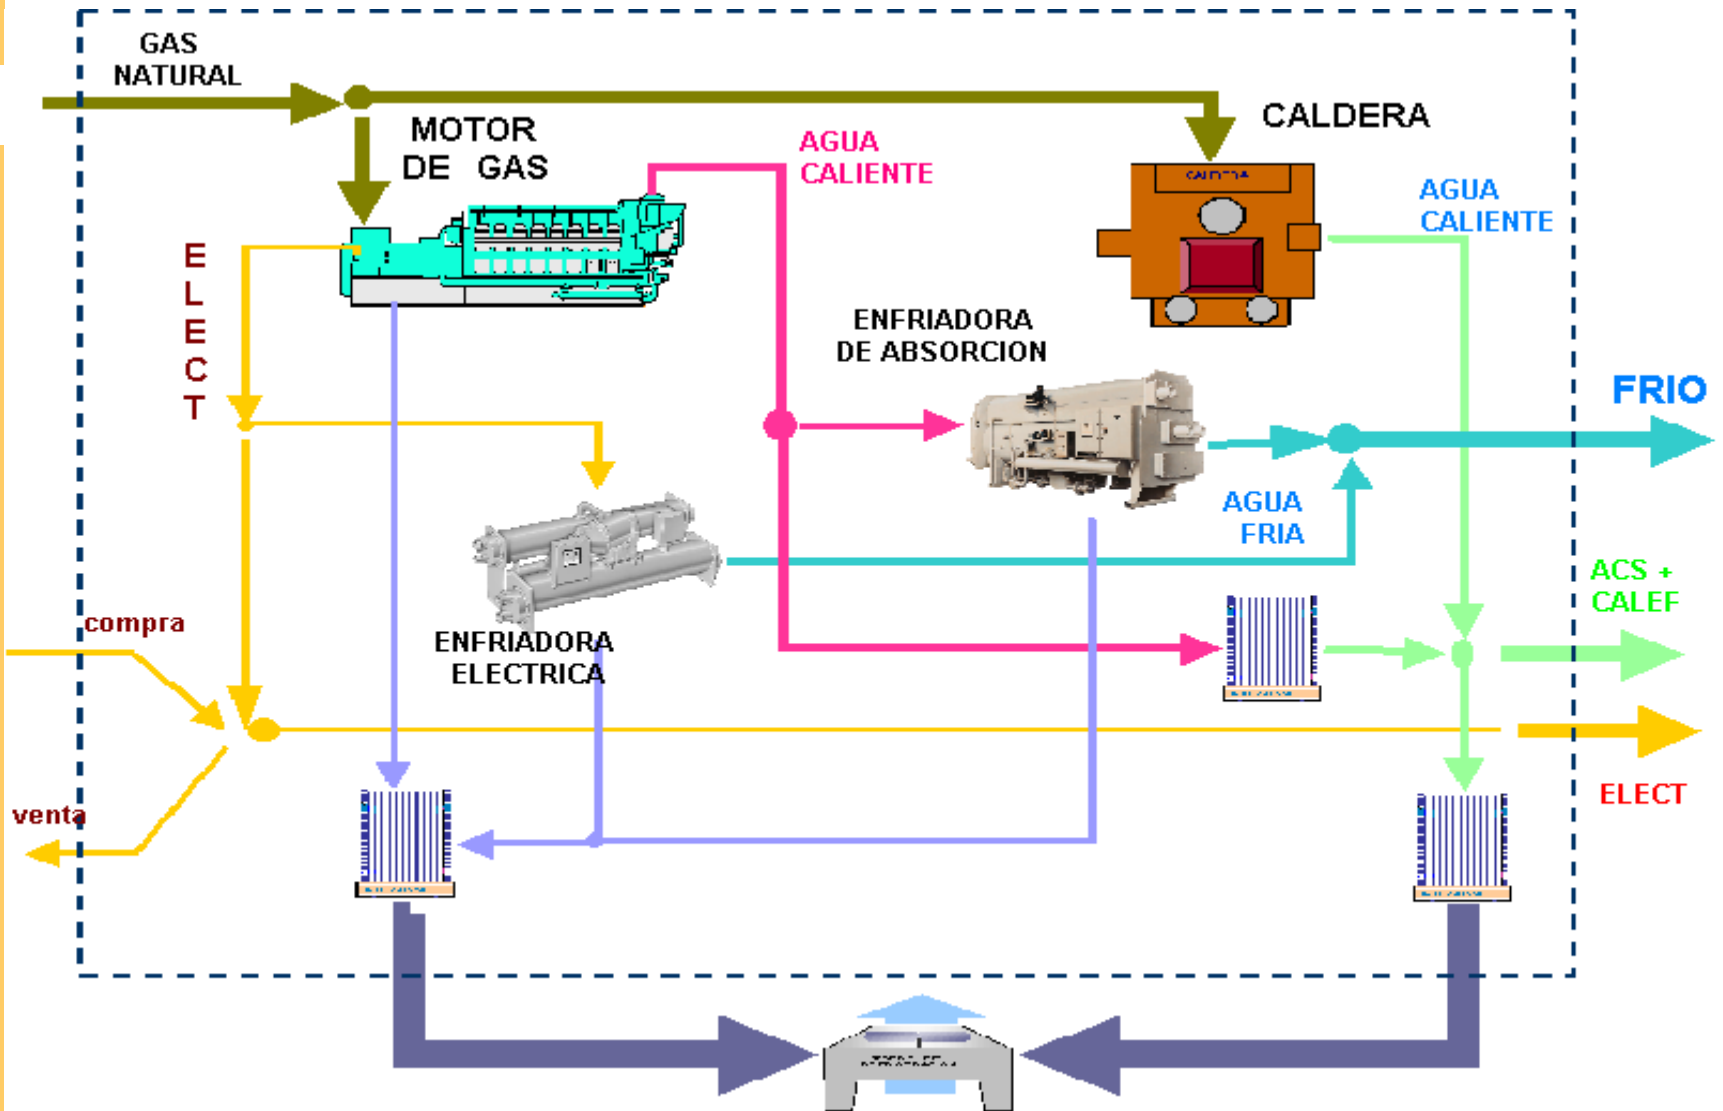 GAS
NATURAL
MOTOR
DE GAS
AGUA
CALIENTE
CALDERA
CALDERA
AGUA
CALIENTE
E
L
E
C
T
ENFRIADORA
DE ABSORCION
FRIO
AGUA
FRIA
ACS +
CALEF
compra
ENFRIADORA
ELECTRICA
venta
ELECT